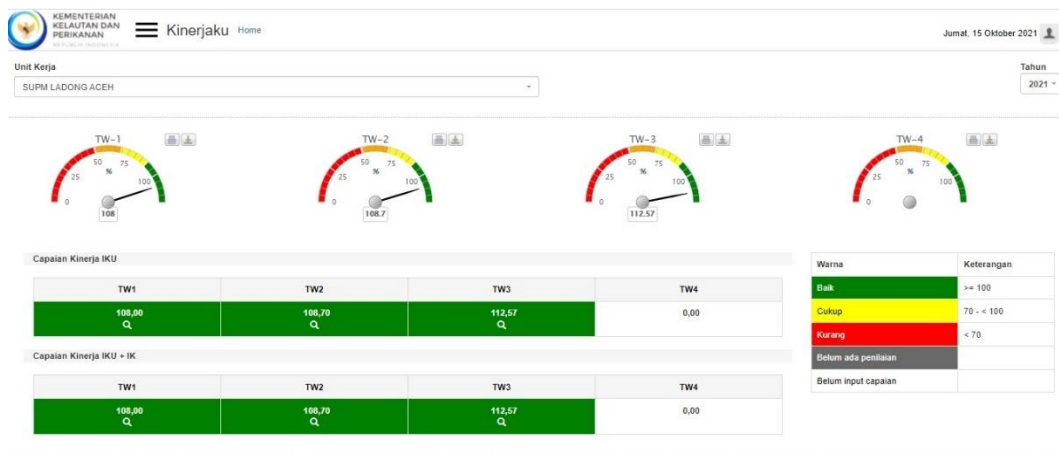 KEMENTERIAN
KELAUTAN DAN
PERIKANAN
REPUBLIK INDONESIA
Kinerjaku Home
Jumat, 15 Oktober 2021
Unit Kerja
Tahun
SUPM LADONG ACEH
2021
TW-1
0 25 50 75 100
%
108
TW-2
0 25 50 75 100
%
108.7
TW-3
0 25 50 75 100
%
112.57
TW-4
0 25 50 75 100
%
Capaian Kinerja IKU
TW1 TW2 TW3 TW4
108,00 108,70 112,57 0,00
Capaian Kinerja IKU + IK
TW1 TW2 TW3 TW4
108,00 108,70 112,57 0,00
Warna Keterangan
Baik >= 100
Cukup 70 - < 100
Kurang < 70
Belum ada penilaian
Belum input capaian